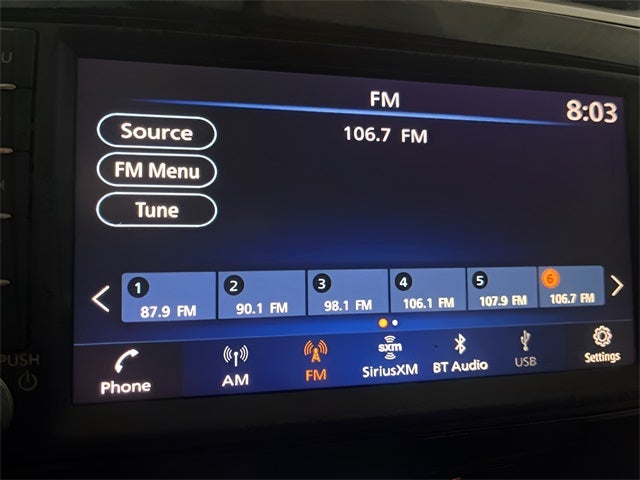 FM
8:03
Source
106.7 FM
FM Menu
Tune
1 2 3 4 5 6
87.9 FM 90.1 FM 98.1 FM 106.1 FM 107.9 FM 106.7 FM
sxm
Phone AM FM SiriusXM BT Audio USB Settings
PUSH